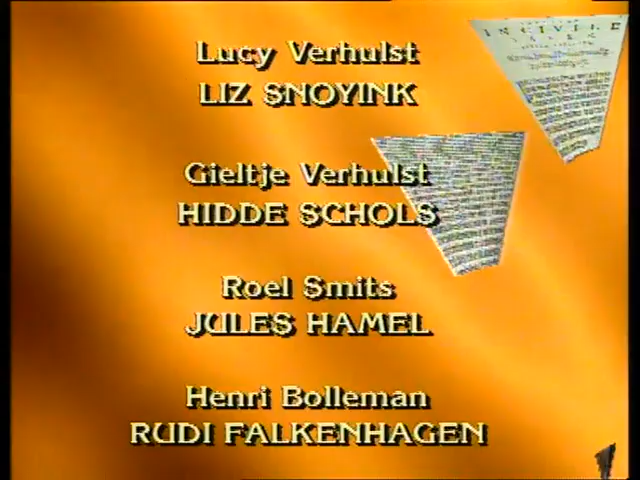 Lucy Verhulst
LIZ SNOYINK
Gieltje Verhulst
HIDDE SCHOLS
Roel Smits
JULES HAMEL
Henri Bolleman
RUDI FALKENHAGEN